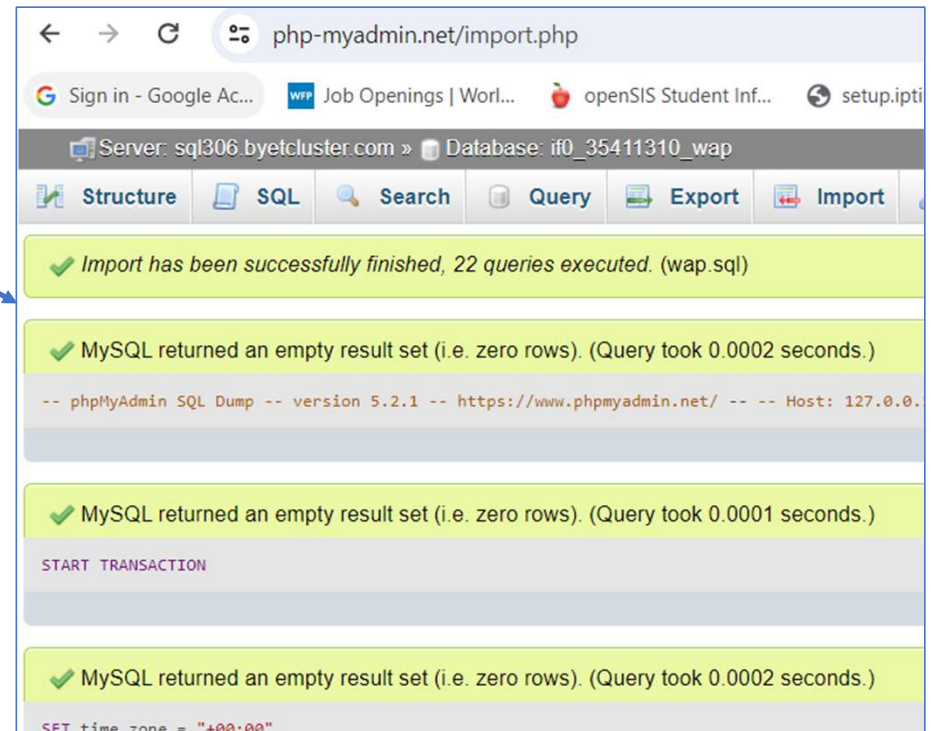 php-myadmin.net/import.php
Sign in - Google Ac... WFP Job Openings | Worl... openSIS Student Inf... setup.ipti
Server: sql306.byetcluster.com » Database: if0_35411310_wap
Structure SQL Search Query Export Import
Import has been successfully finished, 22 queries executed. (wap.sql)
MySQL returned an empty result set (i.e. zero rows). (Query took 0.0002 seconds.)
-- phpMyAdmin SQL Dump -- version 5.2.1 -- https://www.phpmyadmin.net/ -- -- Host: 127.0.0.
MySQL returned an empty result set (i.e. zero rows). (Query took 0.0001 seconds.)
START TRANSACTION
MySQL returned an empty result set (i.e. zero rows). (Query took 0.0002 seconds.)
SET time_zone = "+00:00"